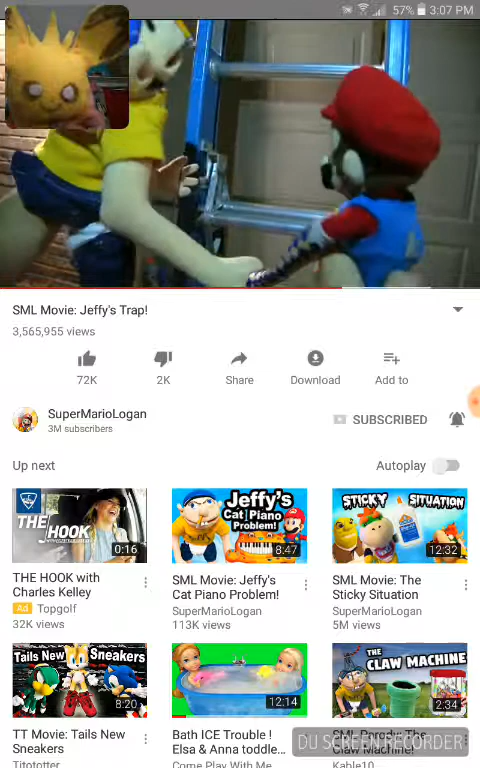 57% 3:07 PM
SML Movie: Jeffy's Trap!
3,565,955 views
72K 2K Share Download Add to
SuperMarioLogan
3M subscribers
SUBSCRIBED
Up next Autoplay
THE HOOK
0:16
THE HOOK with Charles Kelley
Ad Topgolf
32K views
Jeffy's Cat Piano Problem!
8:47
SML Movie: Jeffy's
Cat Piano Problem!
SuperMarioLogan
113K views
STICKY SITUATION
12:32
SML Movie: The
Sticky Situation
SuperMarioLogan
5M views
Tails New Sneakers
8:20
TT Movie: Tails New
Sneakers
Titototter
12:14
Bath ICE Trouble !
Elsa & Anna toddle...
Come Play With Me
THE CLAW MACHINE
2:34
SML Parody: The
Claw Machine!
Kable10
DU SCREEN RECORDER